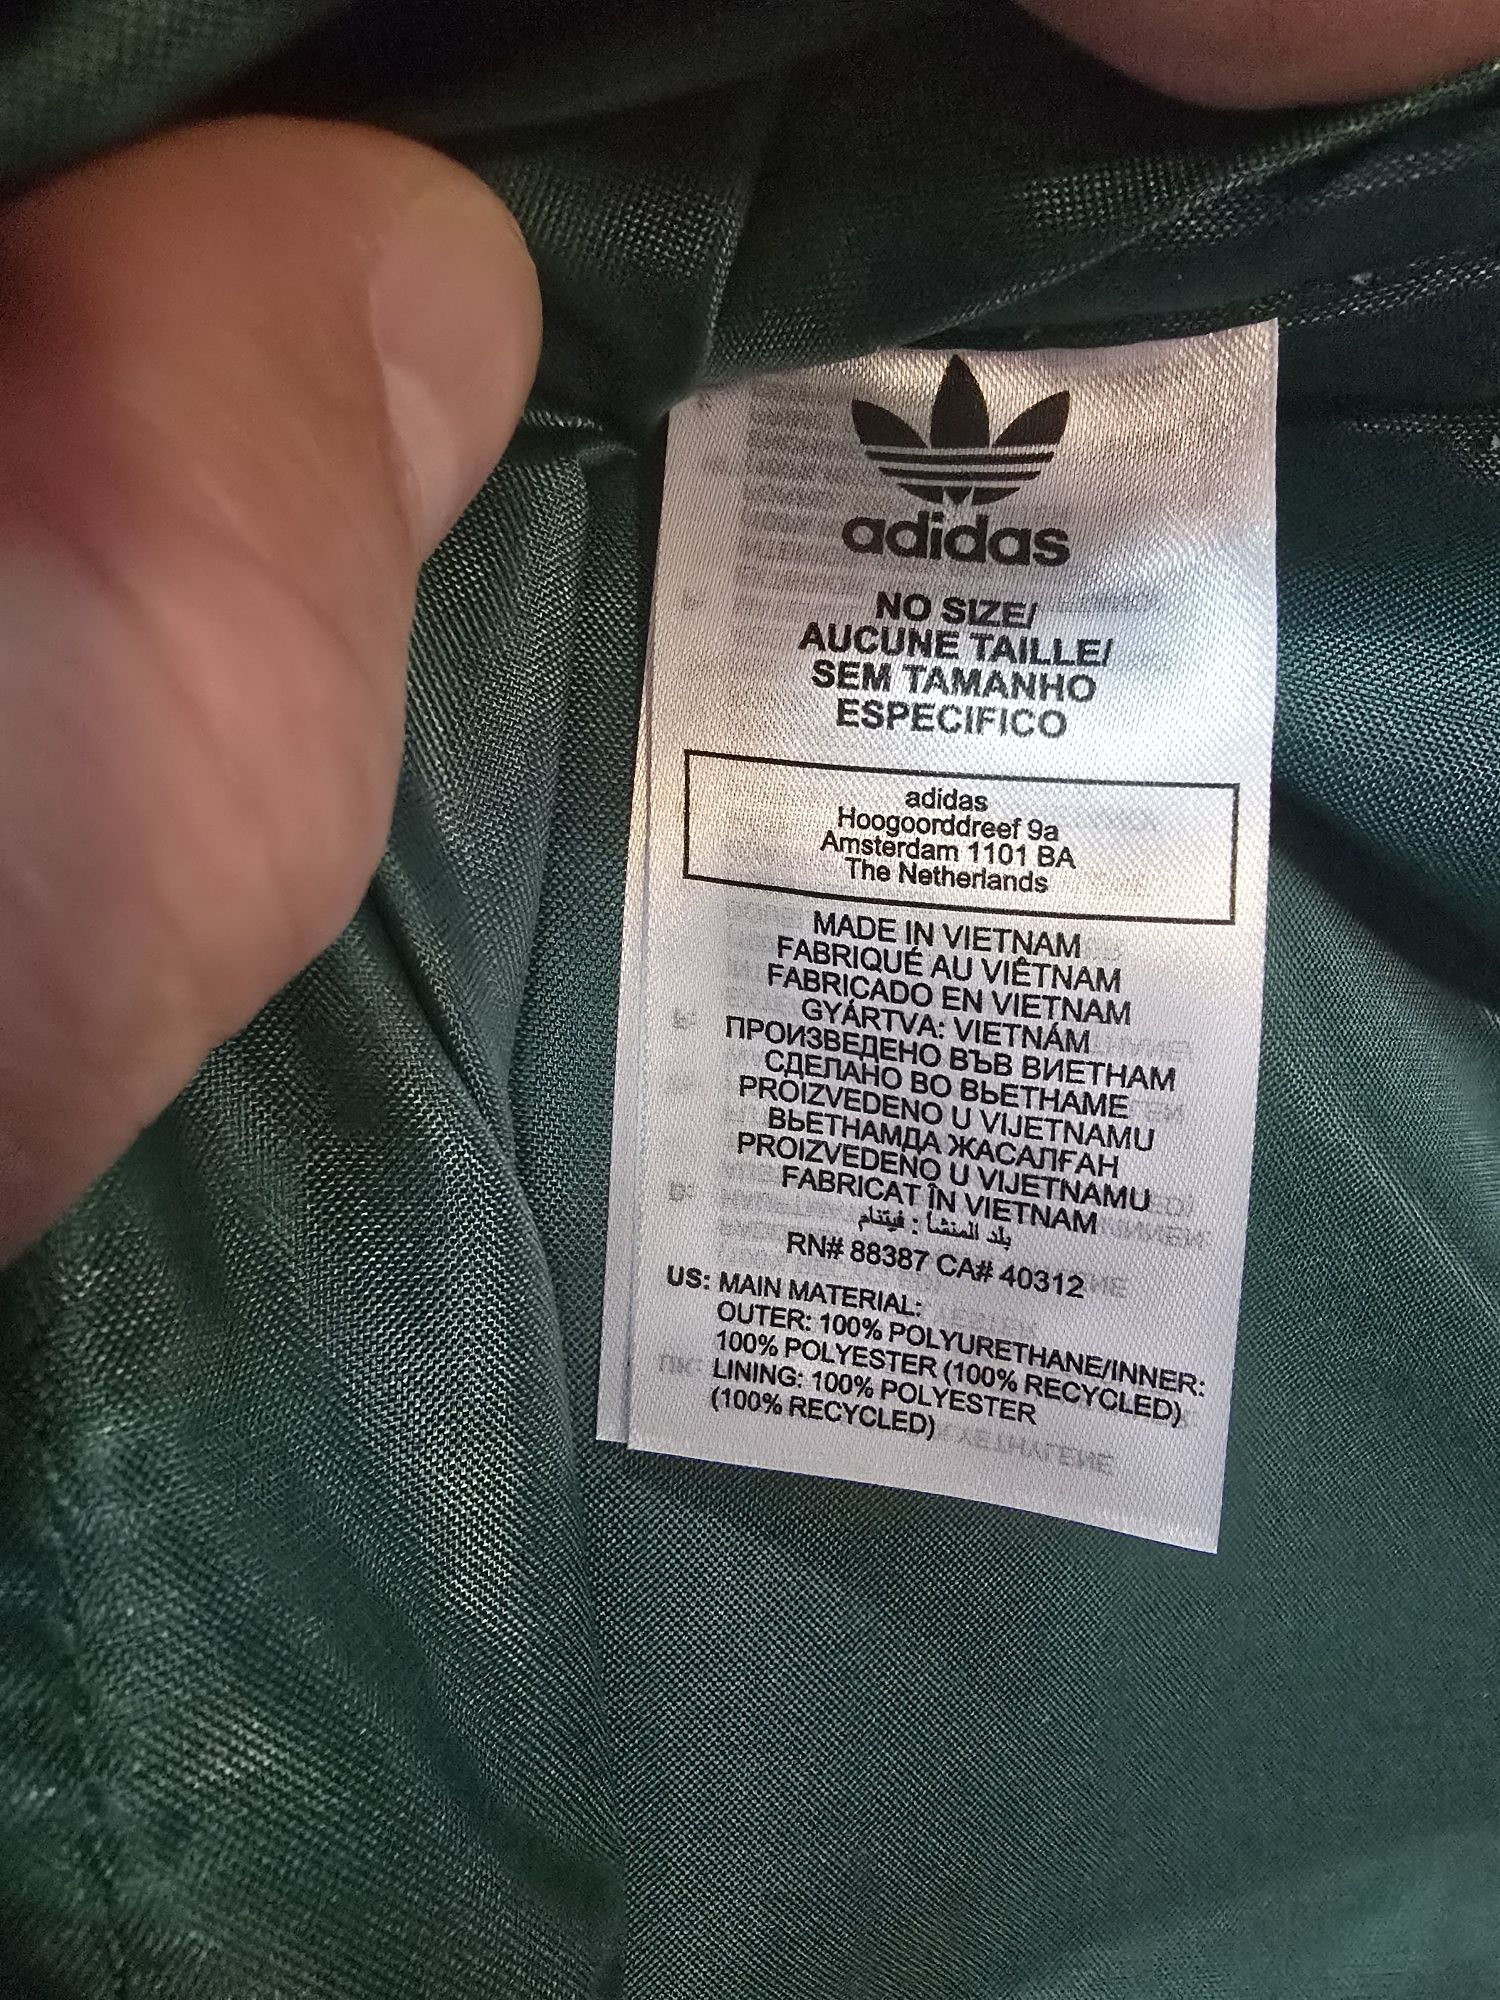 adidas
NO SIZE/
AUCUNE TAILLE/
SEM TAMANHO
ESPECIFICO
adidas
Hoogoorddreef 9a
Amsterdam 1101 BA
The Netherlands
MADE IN VIETNAM
FABRIQUÉ AU VIÊTNAM
FABRICADO EN VIETNAM
GYÁRTVA: VIETNÁM
ПРОИЗВЕДЕНО ВЪВ ВИЕТНАМ
СДЕЛАНО ВО ВЬЕТНАМЕ
PROIZVEDENO U VIJETNAMU
ВЬЕТНАМДА ЖАСАЛҒАН
PROIZVEDENO U VIJETNAMU
FABRICAT ÎN VIETNAM
بلد المنشأ : فيتنام
RN# 88387 CA# 40312
US: MAIN MATERIAL:
OUTER: 100% POLYURETHANE/INNER:
100% POLYESTER (100% RECYCLED)
LINING: 100% POLYESTER
(100% RECYCLED)